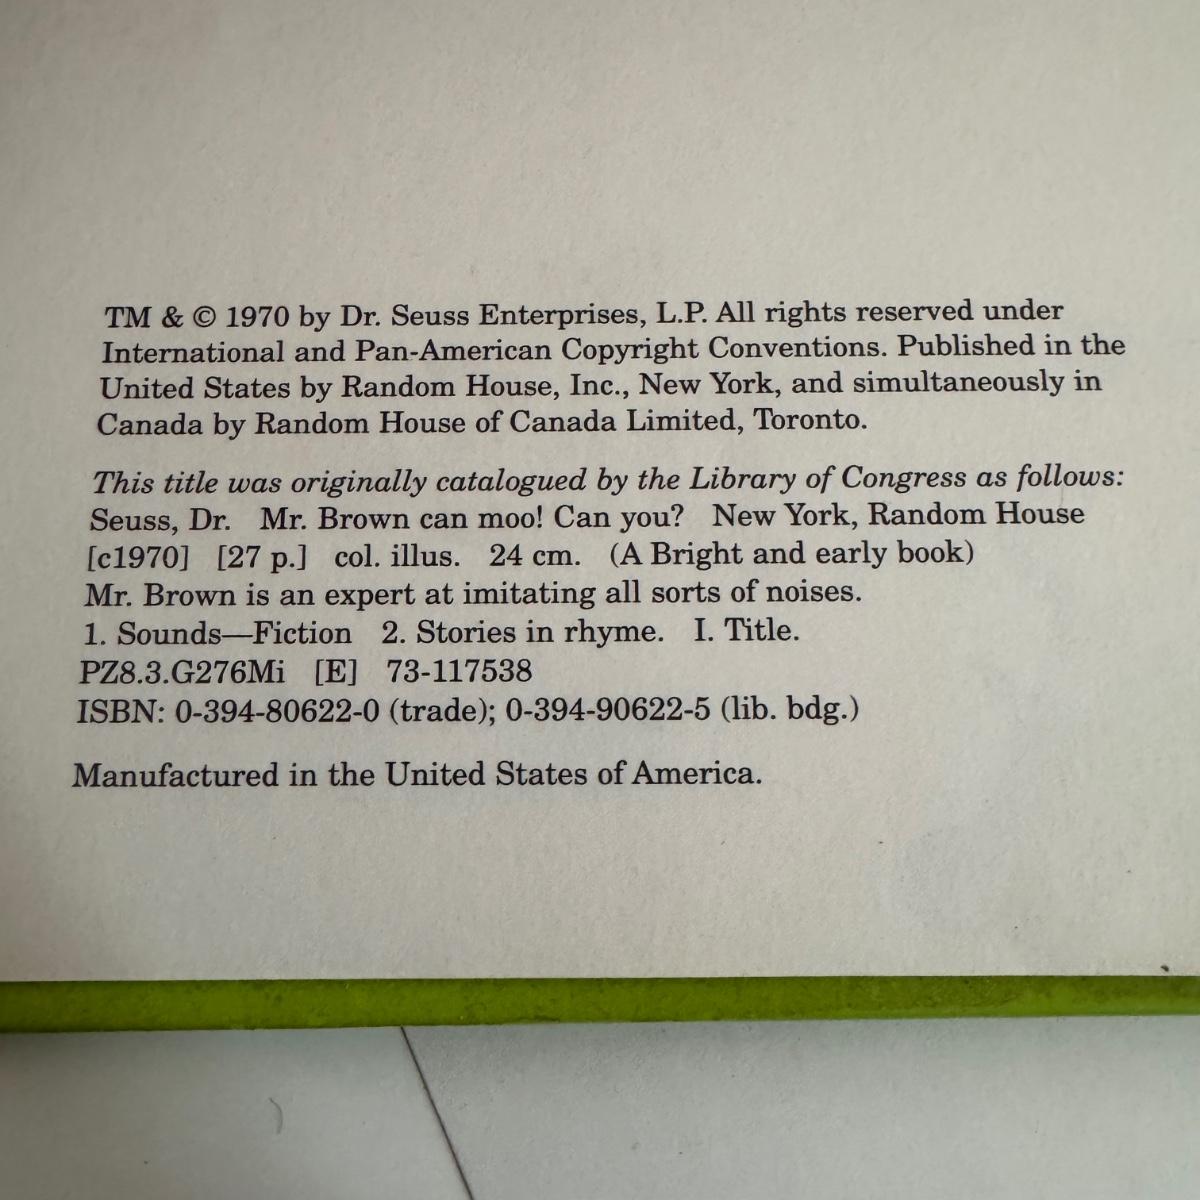 TM & © 1970 by Dr. Seuss Enterprises, L.P. All rights reserved under
International and Pan-American Copyright Conventions. Published in the
United States by Random House, Inc., New York, and simultaneously in
Canada by Random House of Canada Limited, Toronto.
This title was originally catalogued by the Library of Congress as follows:
Seuss, Dr. Mr. Brown can moo! Can you? New York, Random House
[c1970] [27 p.] col. illus. 24 cm. (A Bright and early book)
Mr. Brown is an expert at imitating all sorts of noises.
1. Sounds—Fiction 2. Stories in rhyme. I. Title.
PZ8.3.G276Mi [E] 73-117538
ISBN: 0-394-80622-0 (trade); 0-394-90622-5 (lib. bdg.)
Manufactured in the United States of America.